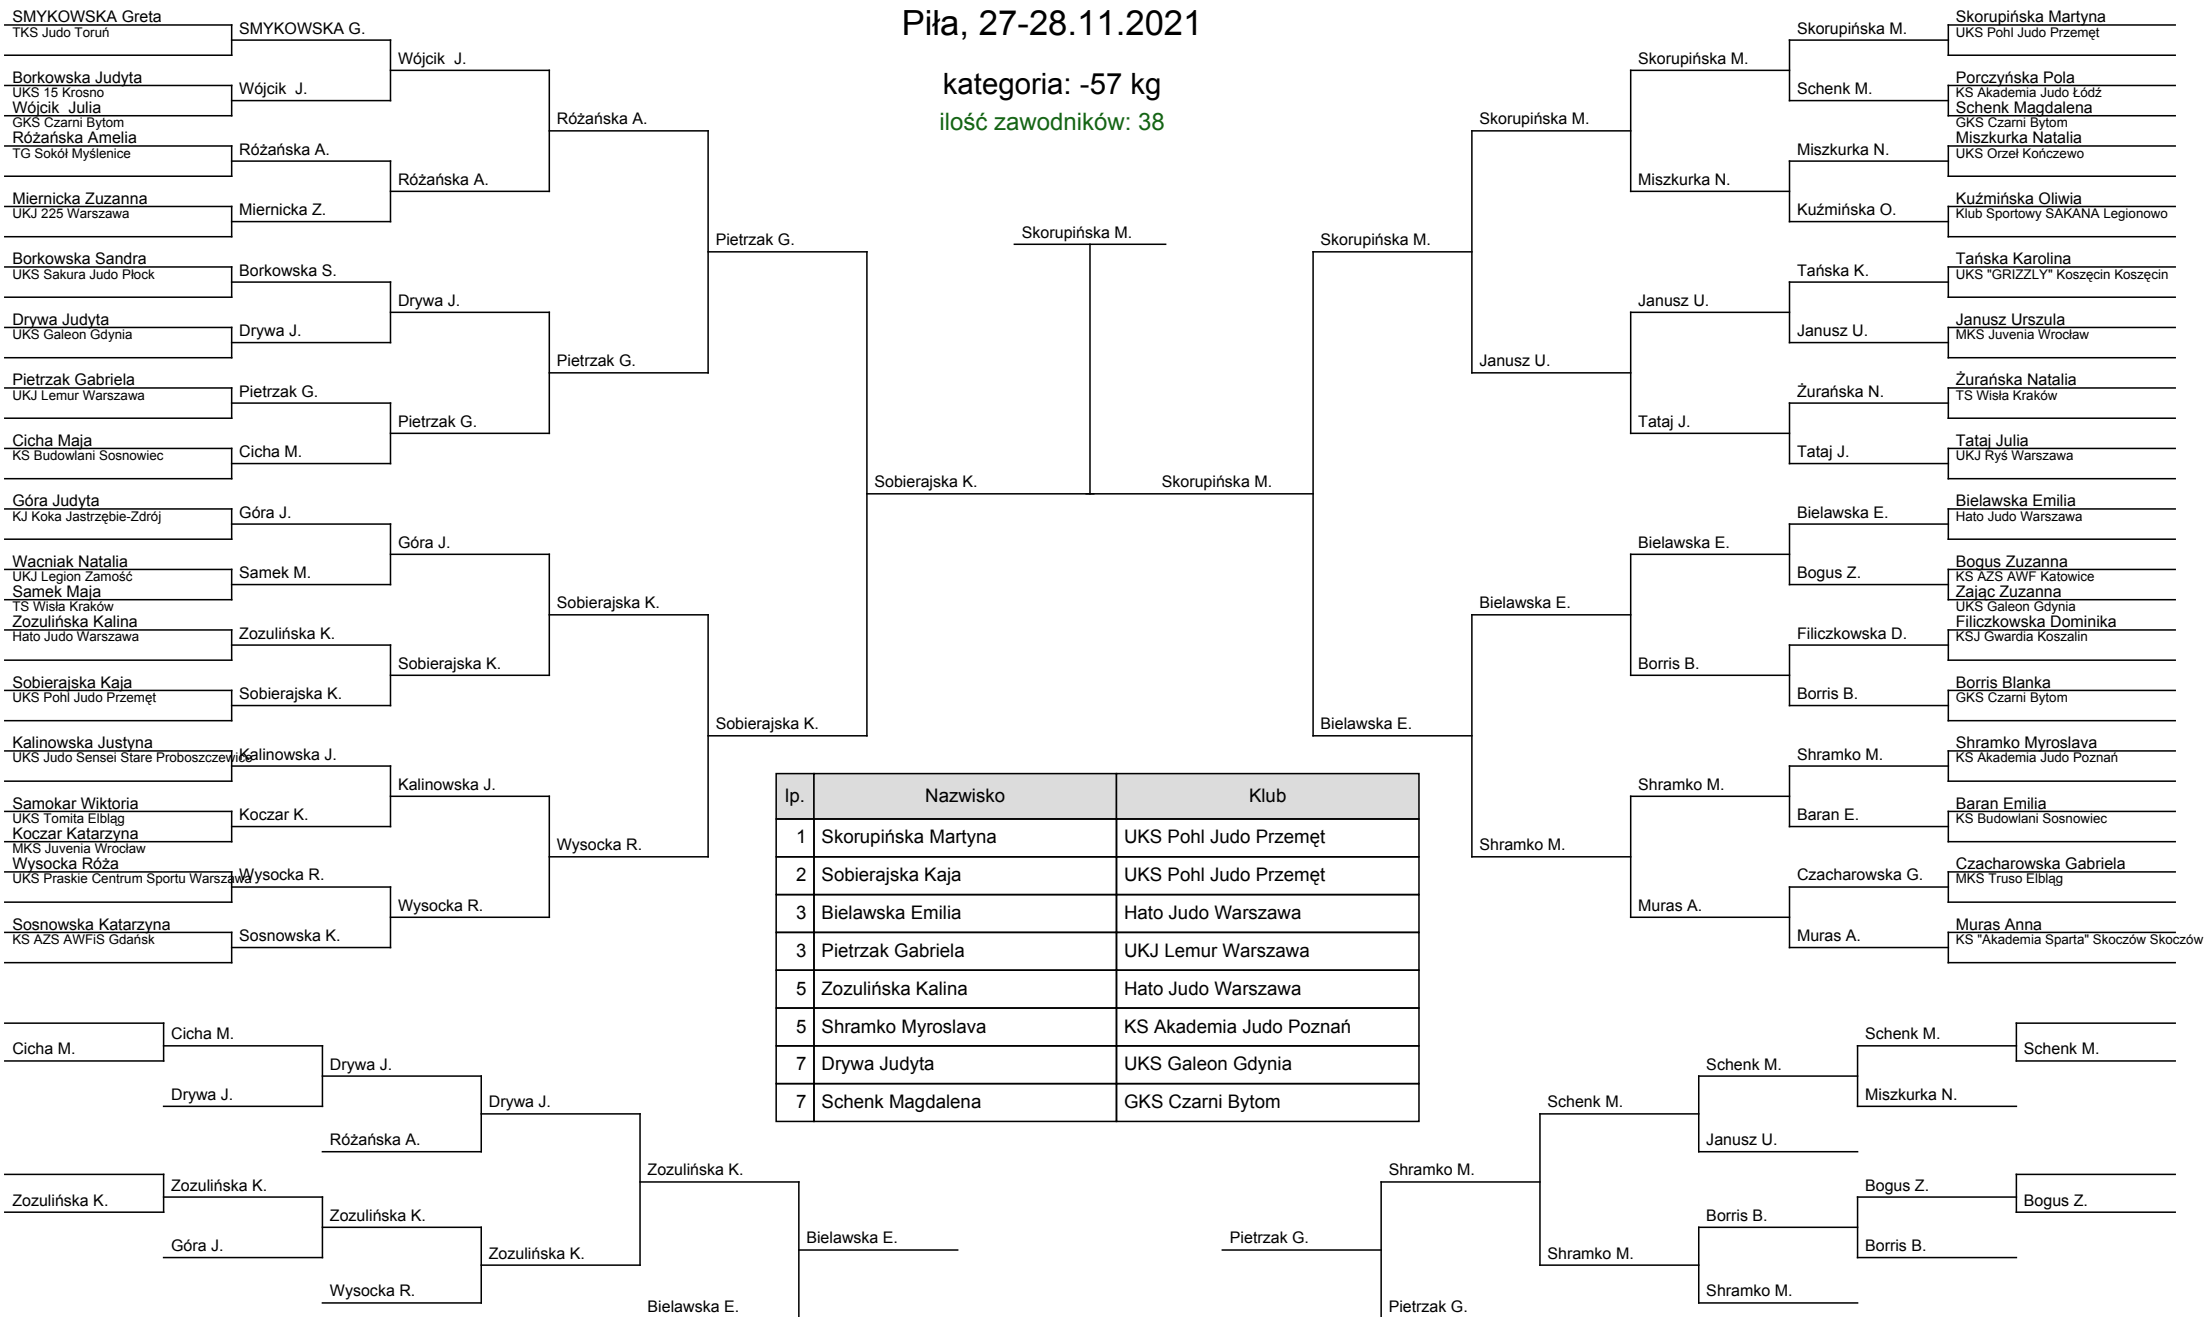 Piła, 27-28.11.2021
kategoria: -57 kg
ilość zawodników: 38
SMYKOWSKA Greta
TKS Judo Toruń
Borkowska Judyta
UKS 15 Krosno
Wójcik  Julia
GKS Czarni Bytom
Różańska Amelia
TG Sokół Myślenice
Miernicka Zuzanna
UKJ 225 Warszawa
Borkowska Sandra
UKS Sakura Judo Płock
Drywa Judyta
UKS Galeon Gdynia
Pietrzak Gabriela
UKJ Lemur Warszawa
Cicha Maja
KS Budowlani Sosnowiec
Góra Judyta
KJ Koka Jastrzębie-Zdrój
Wacniak Natalia
UKJ Legion Zamość
Samek Maja
TS Wisła Kraków
Zozulińska Kalina
Hato Judo Warszawa
Sobierajska Kaja
UKS Pohl Judo Przemęt
Kalinowska Justyna
UKS Judo Sensei Stare Proboszczewice
Samokar Wiktoria
UKS Tomita Elbląg
Koczar Katarzyna
MKS Juvenia Wrocław
Wysocka Róża
UKS Praskie Centrum Sportu Warszawa
Sosnowska Katarzyna
KS AZS AWFiS Gdańsk
SMYKOWSKA G.
Wójcik  J.
Różańska A.
Miernicka Z.
Borkowska S.
Drywa J.
Pietrzak G.
Cicha M.
Góra J.
Samek M.
Zozulińska K.
Sobierajska K.
Kalinowska J.
Koczar K.
Wysocka R.
Sosnowska K.
Wójcik  J.
Różańska A.
Drywa J.
Pietrzak G.
Góra J.
Sobierajska K.
Kalinowska J.
Wysocka R.
Różańska A.
Pietrzak G.
Sobierajska K.
Wysocka R.
Pietrzak G.
Sobierajska K.
Sobierajska K.
Skorupińska M.
Skorupińska M.
Skorupińska M.
Bielawska E.
Skorupińska M.
Janusz U.
Bielawska E.
Shramko M.
Skorupińska M.
Miszkurka N.
Janusz U.
Tataj J.
Bielawska E.
Borris B.
Shramko M.
Muras A.
Skorupińska M.
Schenk M.
Miszkurka N.
Kuźmińska O.
Tańska K.
Janusz U.
Żurańska N.
Tataj J.
Bielawska E.
Bogus Z.
Filiczkowska D.
Borris B.
Shramko M.
Baran E.
Czacharowska G.
Muras A.
Skorupińska Martyna
UKS Pohl Judo Przemęt
Porczyńska Pola
KS Akademia Judo Łódź
Schenk Magdalena
GKS Czarni Bytom
Miszkurka Natalia
UKS Orzeł Kończewo
Kuźmińska Oliwia
Klub Sportowy SAKANA Legionowo
Tańska Karolina
UKS "GRIZZLY" Koszęcin Koszęcin
Janusz Urszula
MKS Juvenia Wrocław
Żurańska Natalia
TS Wisła Kraków
Tataj Julia
UKJ Ryś Warszawa
Bielawska Emilia
Hato Judo Warszawa
Bogus Zuzanna
KS AZS AWF Katowice
Zając Zuzanna
UKS Galeon Gdynia
Filiczkowska Dominika
KSJ Gwardia Koszalin
Borris Blanka
GKS Czarni Bytom
Shramko Myroslava
KS Akademia Judo Poznań
Baran Emilia
KS Budowlani Sosnowiec
Czacharowska Gabriela
MKS Truso Elbląg
Muras Anna
KS "Akademia Sparta" Skoczów Skoczów
lp. Nazwisko Klub
1 Skorupińska Martyna UKS Pohl Judo Przemęt
2 Sobierajska Kaja UKS Pohl Judo Przemęt
3 Bielawska Emilia Hato Judo Warszawa
3 Pietrzak Gabriela UKJ Lemur Warszawa
5 Zozulińska Kalina Hato Judo Warszawa
5 Shramko Myroslava KS Akademia Judo Poznań
7 Drywa Judyta UKS Galeon Gdynia
7 Schenk Magdalena GKS Czarni Bytom
Cicha M.
Zozulińska K.
Cicha M.
Drywa J.
Zozulińska K.
Góra J.
Drywa J.
Różańska A.
Zozulińska K.
Wysocka R.
Drywa J.
Zozulińska K.
Zozulińska K.
Bielawska E.
Bielawska E.
Pietrzak G.
Shramko M.
Pietrzak G.
Schenk M.
Shramko M.
Schenk M.
Janusz U.
Borris B.
Shramko M.
Schenk M.
Miszkurka N.
Bogus Z.
Borris B.
Schenk M.
Bogus Z.